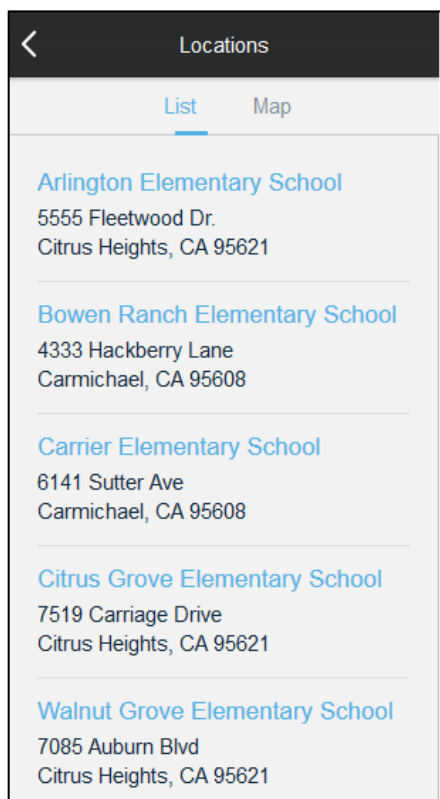 Locations
List Map
Arlington Elementary School
5555 Fleetwood Dr.
Citrus Heights, CA 95621
Bowen Ranch Elementary School
4333 Hackberry Lane
Carmichael, CA 95608
Carrier Elementary School
6141 Sutter Ave
Carmichael, CA 95608
Citrus Grove Elementary School
7519 Carriage Drive
Citrus Heights, CA 95621
Walnut Grove Elementary School
7085 Auburn Blvd
Citrus Heights, CA 95621